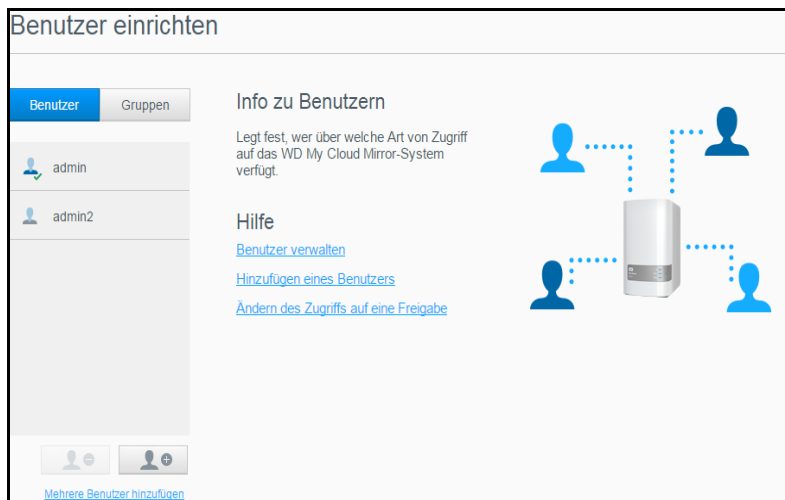 Benutzer einrichten
Benutzer
Gruppen
admin
admin2
Mehrere Benutzer hinzufügen
Info zu Benutzern
Legt fest, wer über welche Art von Zugriff
auf das WD My Cloud Mirror-System
verfügt.
Hilfe
Benutzer verwalten
Hinzufügen eines Benutzers
Ändern des Zugriffs auf eine Freigabe